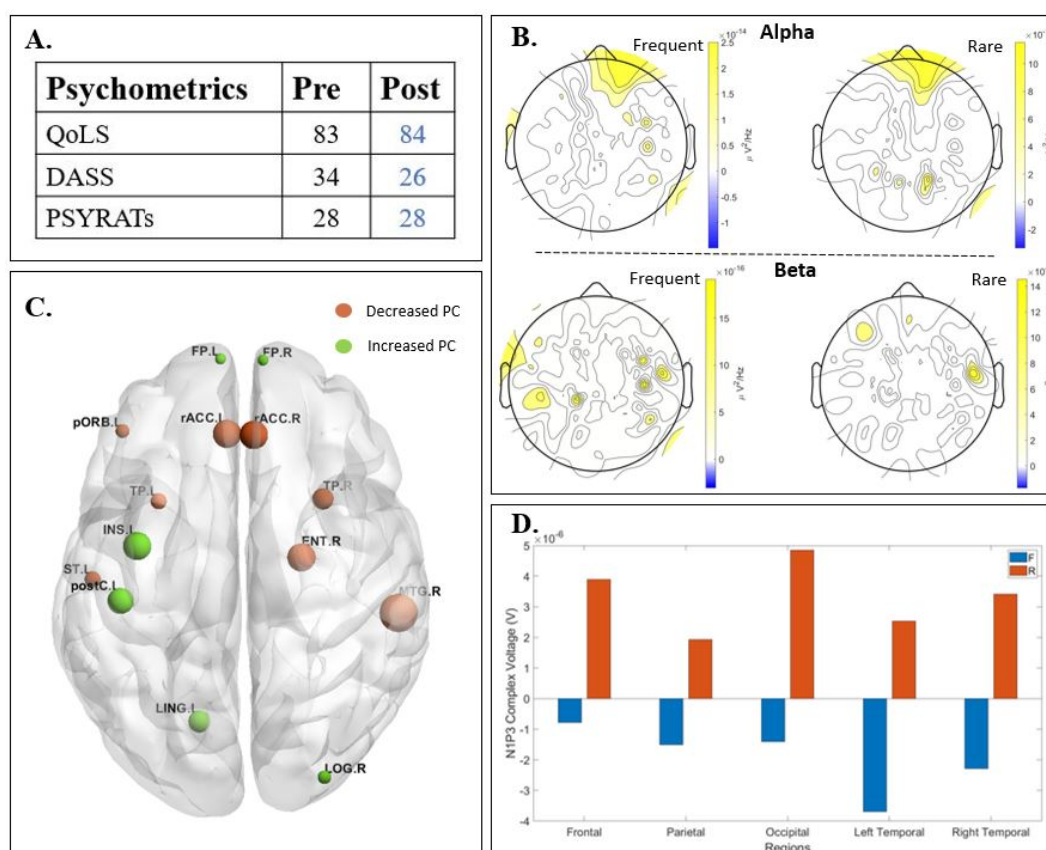 A.
Psychometrics Pre Post
QoLS 83 84
DASS 34 26
PSYRATs 28 28
B.
Alpha
Frequent
×10⁻¹⁴
2.5
2
1.5
1
0.5
0
-0.5
-1
μ V²/Hz
Rare
10
8
6
4
2
0
-2
μ V²/Hz
Beta
Frequent
×10⁻¹⁶
15
10
5
0
μ V²/Hz
Rare
14
12
10
8
6
4
2
0
μ V²/Hz
C.
Decreased PC
Increased PC
FP.L FP.R
rACC.L rACC.R
pORB.L
TP.L TP.R
INS.L
ENT.R
ST.L
postC.L
MTG.R
LING.L
LOG.R
D.
×10⁻⁶
5
4
3
2
1
0
-1
-2
-3
-4
N1P3 Complex Voltage (V)
F
R
Frontal Parietal Occipital Left Temporal Right Temporal
Regions